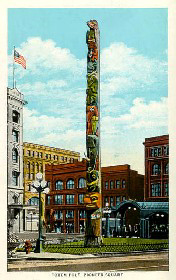 TOTEM POLE, PIONEER SQUARE